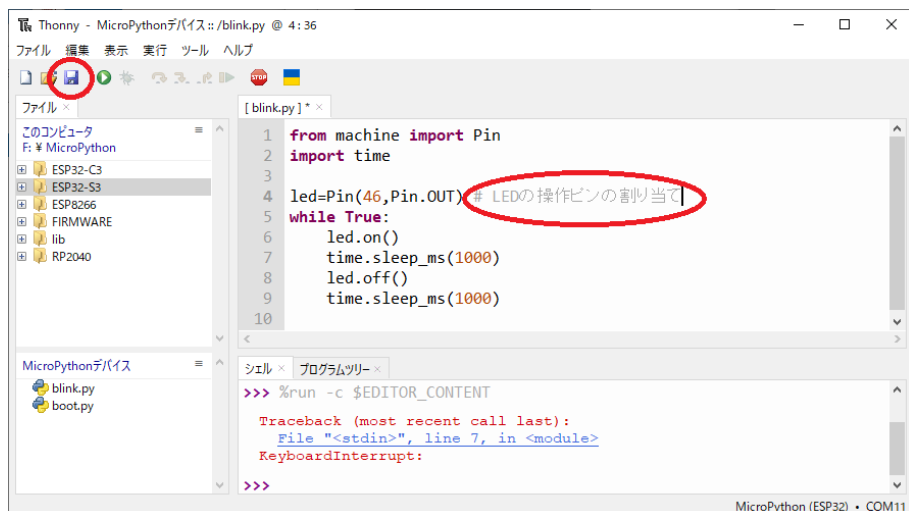 Thonny - MicroPythonデバイス :: /blink.py @ 4 : 36
ファイル 編集 表示 実行 ツール ヘルプ
STOP
ファイル ×
このコンピュータ
F: ¥ MicroPython
ESP32-C3
ESP32-S3
ESP8266
FIRMWARE
lib
RP2040
MicroPythonデバイス
blink.py
boot.py
[ blink.py ] * ×
1 from machine import Pin
2 import time
3
4 led=Pin(46,Pin.OUT) # LEDの操作ピンの割り当て
5 while True:
6 led.on()
7 time.sleep_ms(1000)
8 led.off()
9 time.sleep_ms(1000)
10
シェル × プログラムツリー ×
>>> %run -c $EDITOR_CONTENT
Traceback (most recent call last):
File "<stdin>", line 7, in <module>
KeyboardInterrupt:
>>>
MicroPython (ESP32) • COM11